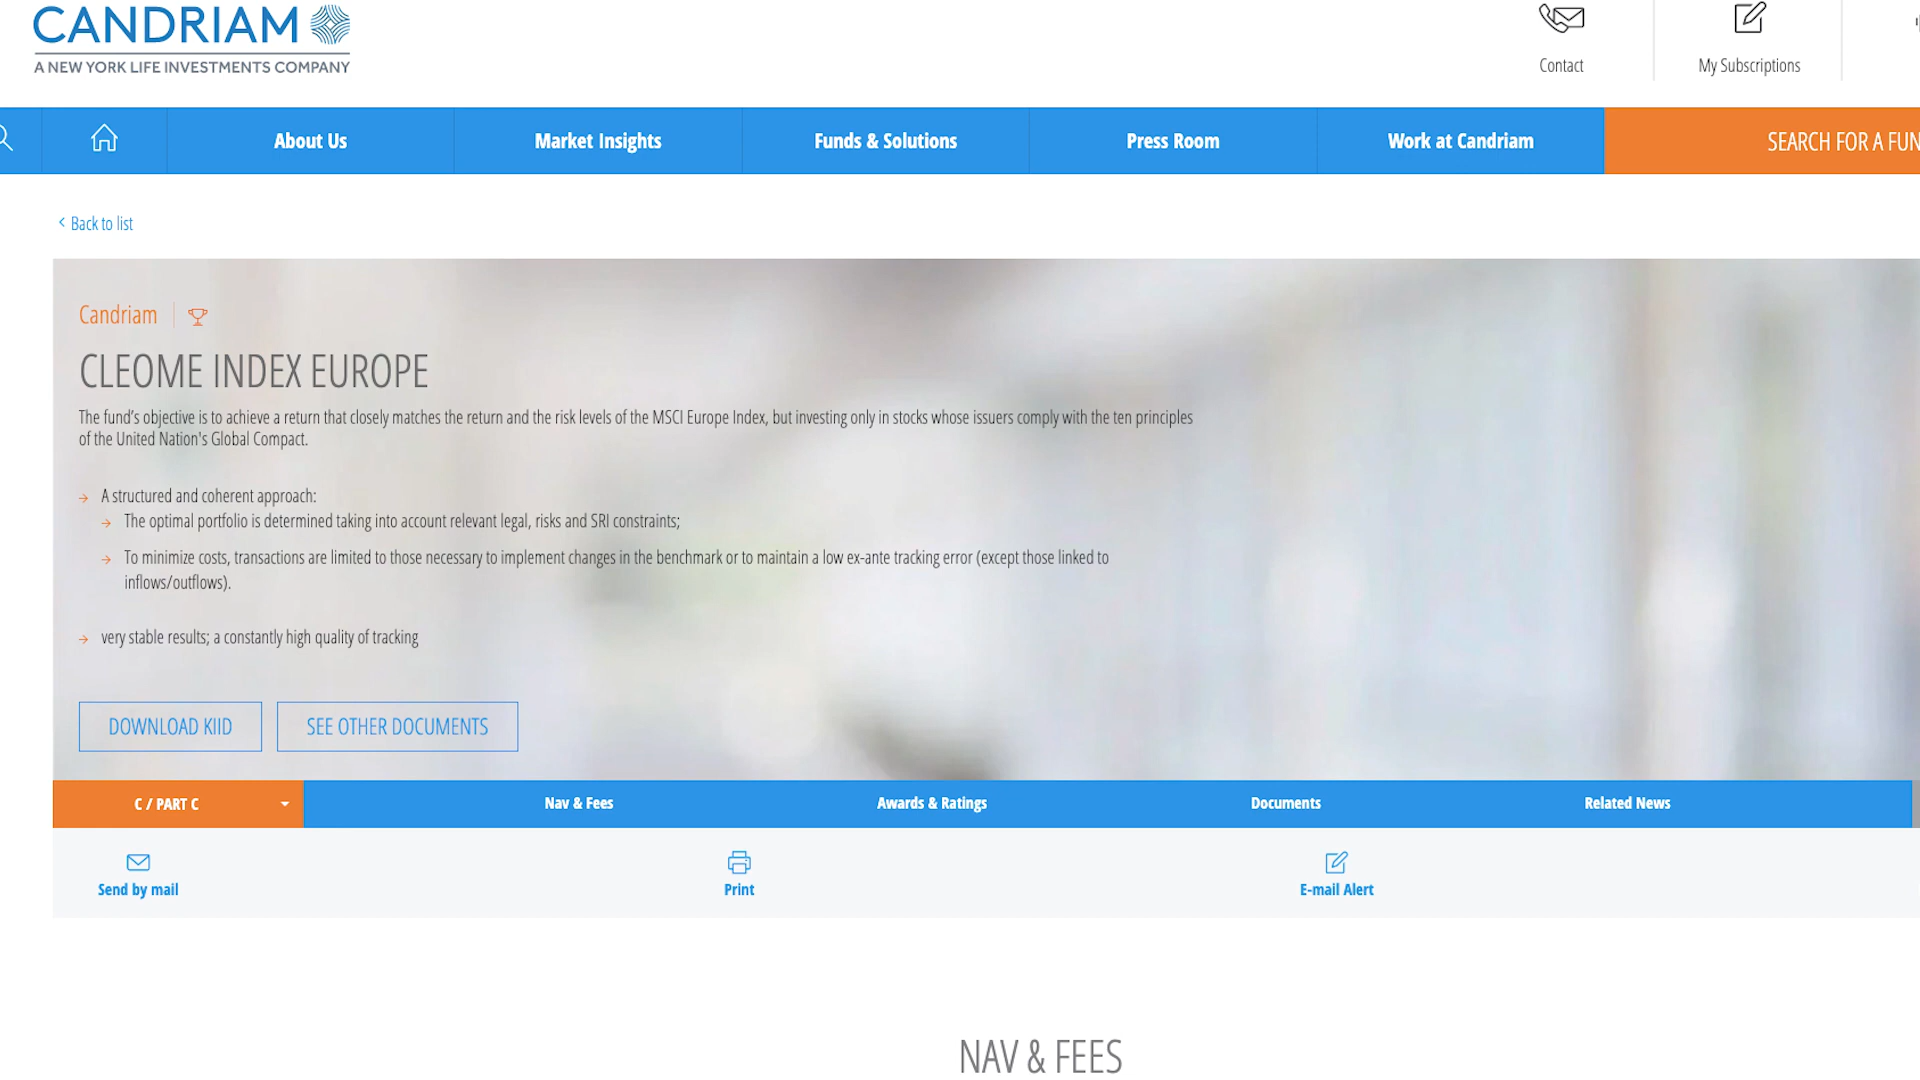 CANDRIAM
A NEW YORK LIFE INVESTMENTS COMPANY
Contact
My Subscriptions
About Us
Market Insights
Funds & Solutions
Press Room
Work at Candriam
SEARCH FOR A FUN
< Back to list
Candriam
CLEOME INDEX EUROPE
The fund's objective is to achieve a return that closely matches the return and the risk levels of the MSCI Europe Index, but investing only in stocks whose issuers comply with the ten principles
of the United Nation's Global Compact.
A structured and coherent approach:
The optimal portfolio is determined taking into account relevant legal, risks and SRI constraints;
To minimize costs, transactions are limited to those necessary to implement changes in the benchmark or to maintain a low ex-ante tracking error (except those linked to
inflows/outflows).
very stable results; a constantly high quality of tracking
DOWNLOAD KIID
SEE OTHER DOCUMENTS
C / PART C
Nav & Fees
Awards & Ratings
Documents
Related News
Send by mail
Print
E-mail Alert
NAV & FEES